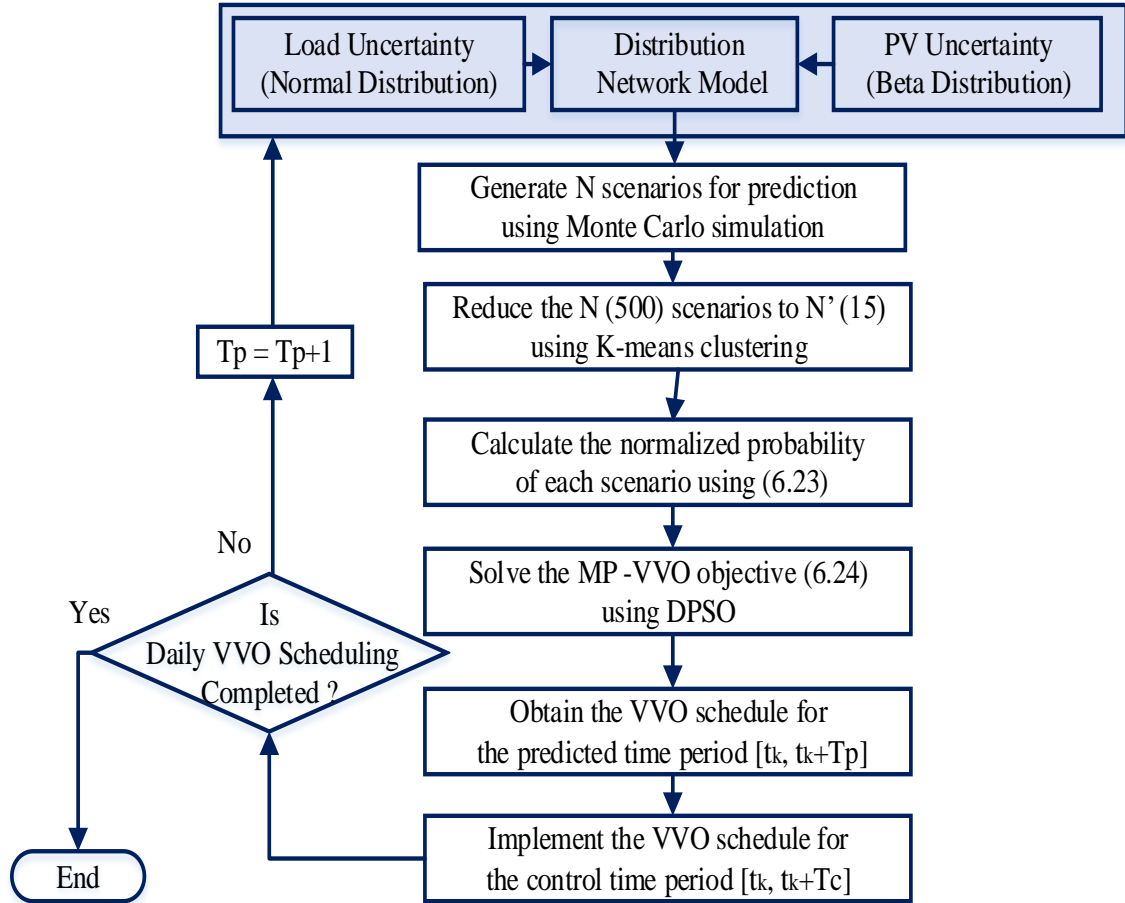 Load Uncertainty
(Normal Distribution)
Distribution
Network Model
PV Uncertainty
(Beta Distribution)
Generate N scenarios for prediction
using Monte Carlo simulation
Reduce the N (500) scenarios to N’ (15)
using K-means clustering
Tp = Tp+1
Calculate the normalized probability
of each scenario using (6.23)
No
Solve the MP -VVO objective (6.24)
using DPSO
Yes
Is
Daily VVO Scheduling
Completed ?
Obtain the VVO schedule for
the predicted time period [tk, tk+Tp]
Implement the VVO schedule for
the control time period [tk, tk+Tc]
End